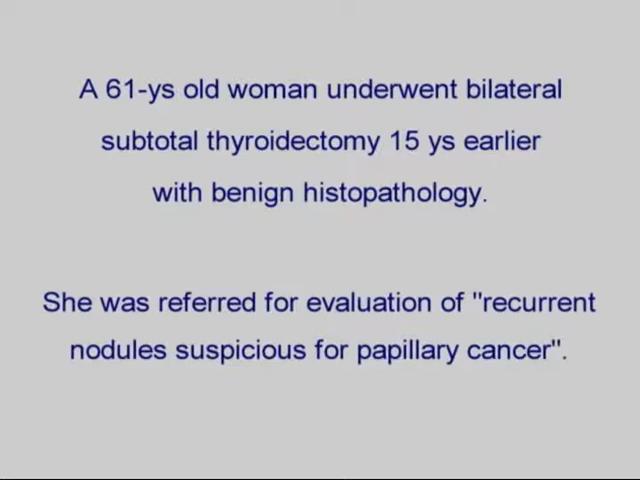 A 61-ys old woman underwent bilateral
subtotal thyroidectomy 15 ys earlier
with benign histopathology.
She was referred for evaluation of "recurrent
nodules suspicious for papillary cancer".